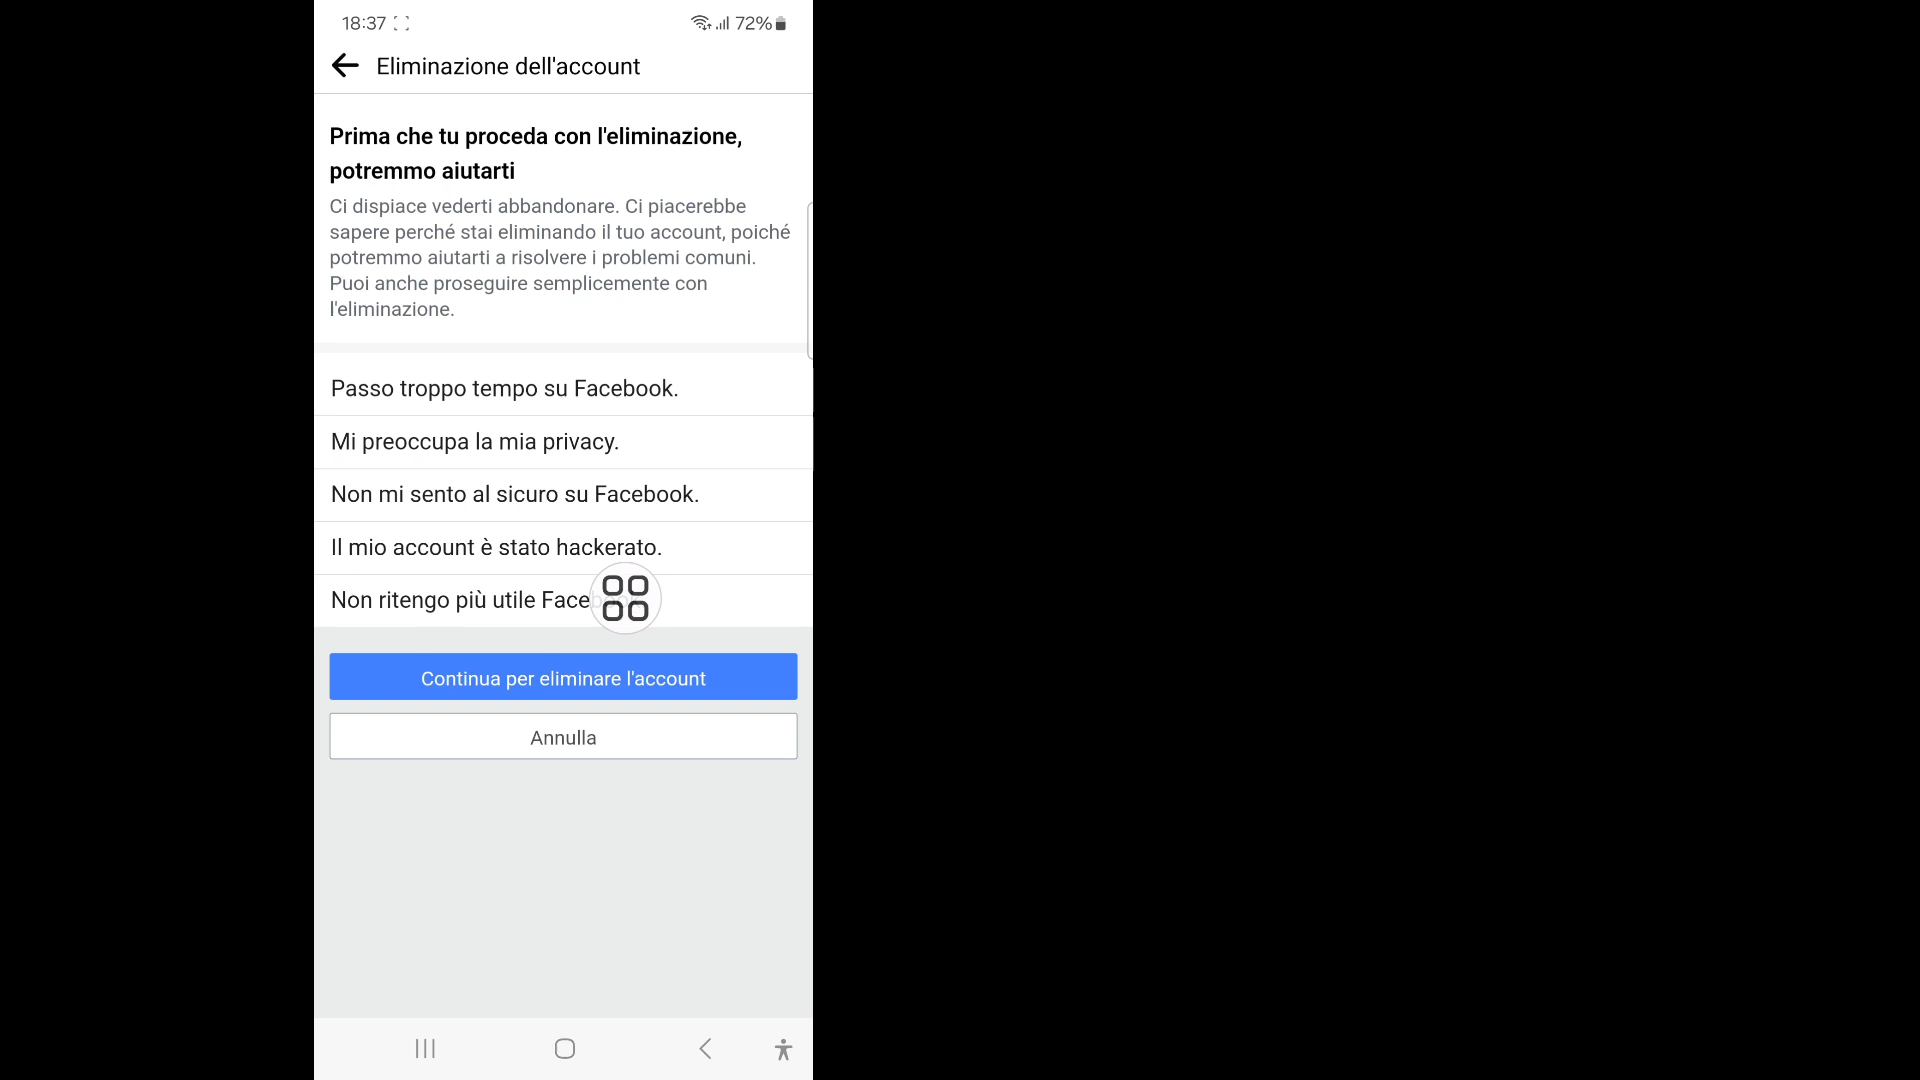 18:37 72%
Eliminazione dell'account
Prima che tu proceda con l'eliminazione,
potremmo aiutarti
Ci dispiace vederti abbandonare. Ci piacerebbe
sapere perché stai eliminando il tuo account, poiché
potremmo aiutarti a risolvere i problemi comuni.
Puoi anche proseguire semplicemente con
l'eliminazione.
Passo troppo tempo su Facebook.
Mi preoccupa la mia privacy.
Non mi sento al sicuro su Facebook.
Il mio account è stato hackerato.
Non ritengo più utile
Continua per eliminare l'account
Annulla